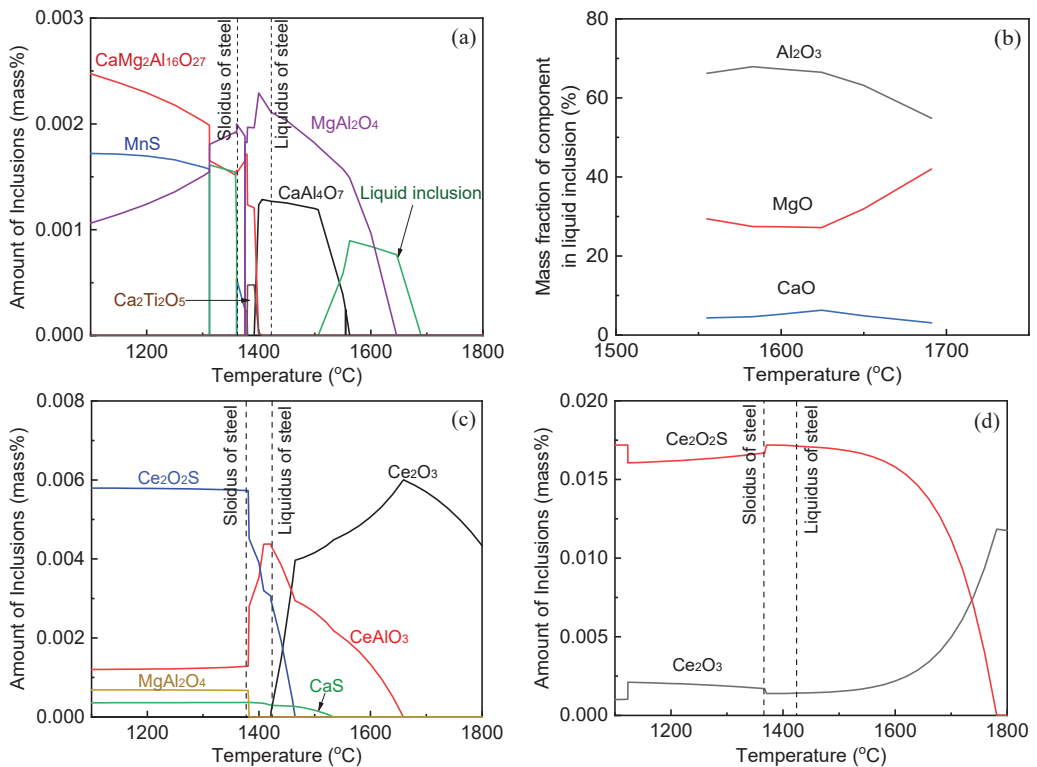 0.003
(a)
CaMg2Al16O27
Sloidus of steel
Liquidus of steel
0.002
MnS
MgAl2O4
CaAl4O7
Liquid inclusion
0.001
Ca2Ti2O5
0.000
1200
1400
1600
1800
Temperature (oC)
Amount of Inclusions (mass%)
80
(b)
Al2O3
60
40
MgO
20
CaO
0
1500
1600
1700
Temperature (oC)
Mass fraction of component
in liquid inclusion (%)
0.008
(c)
Sloidus of steel
Liquidus of steel
Ce2O2S
Ce2O3
0.006
0.004
CeAlO3
0.002
MgAl2O4
CaS
0.000
1200
1400
1600
1800
Temperature (oC)
Amount of Inclusions (mass%)
0.020
(d)
Ce2O2S
Sloidus of steel
Liquidus of steel
0.015
0.010
0.005
Ce2O3
0.000
1200
1400
1600
1800
Temperature (oC)
Amount of Inclusions (mass%)